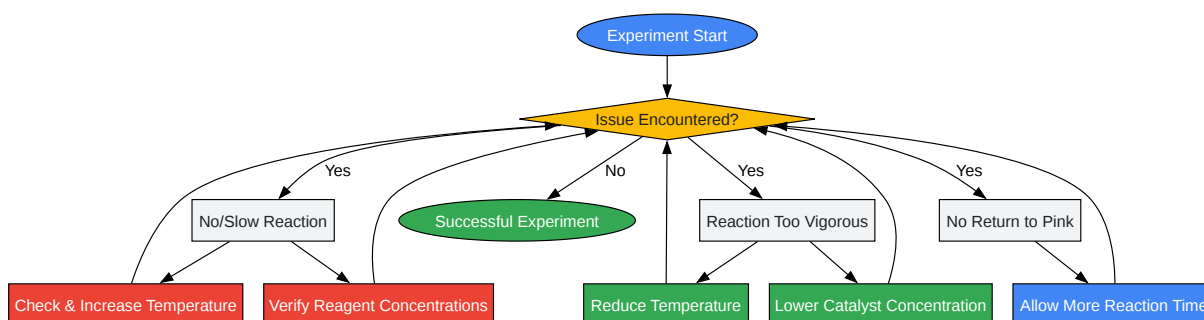 Experiment Start
Issue Encountered?
Yes
No
Yes
Yes
No/Slow Reaction
Successful Experiment
Reaction Too Vigorous
No Return to Pink
Check & Increase Temperature
Verify Reagent Concentrations
Reduce Temperature
Lower Catalyst Concentration
Allow More Reaction Time